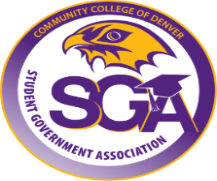 COMMUNITY COLLEGE OF DENVER
SGA
STUDENT GOVERNMENT ASSOCIATION